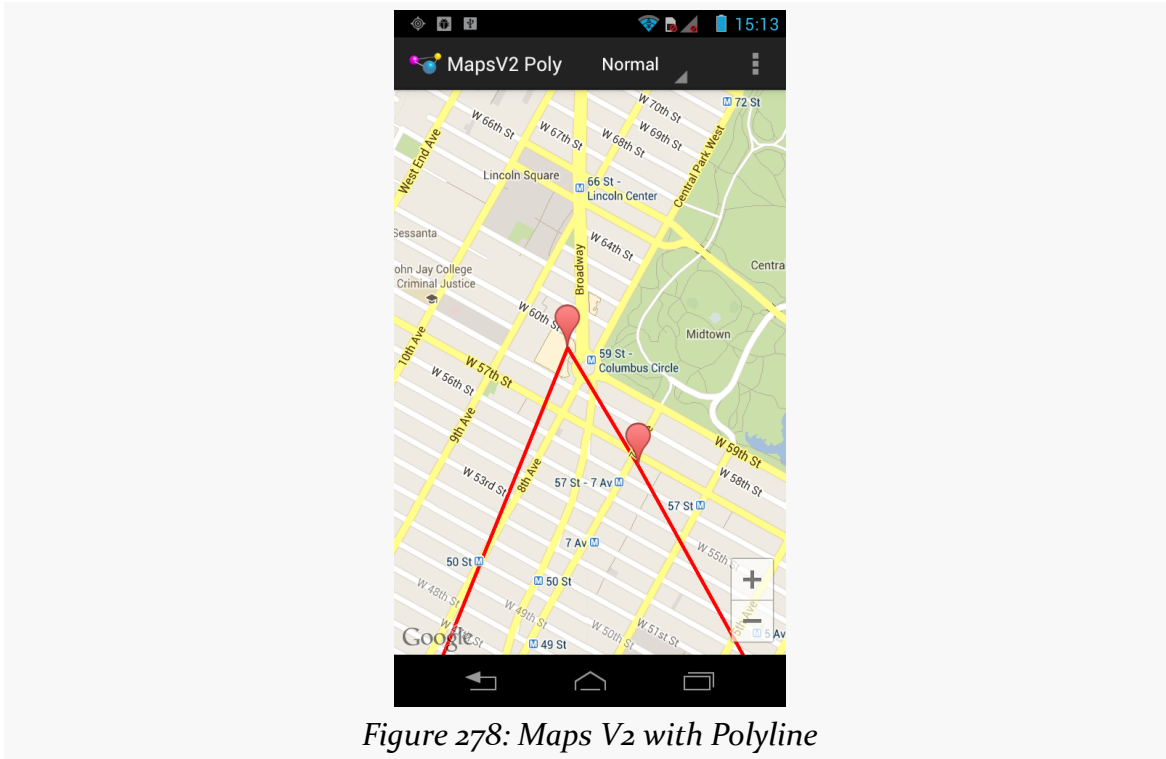 15:13
MapsV2 Poly Normal
72 St
W 70th St
W 66th St
W 67th St
W 68th St
W 69th St
West End Ave
Central Park West
Lincoln Square
66 St -
Lincoln Center
Sessanta
W 64th St
Broadway
Centra
ohn Jay College
Criminal Justice
W 60th St
10th Ave
Midtown
59 St -
Columbus Circle
W 57th St
W 56th St
9th Ave
W 59th St
W 58th St
W 53rd St
8th Ave
57 St - 7 Av
57 St
7 Av
W 55th St
50 St
50 St
W 48th St
W 49th St
W 50th St
W 51st St
5th Ave
5 Av
Google
49 St
Figure 278: Maps V2 with Polyline